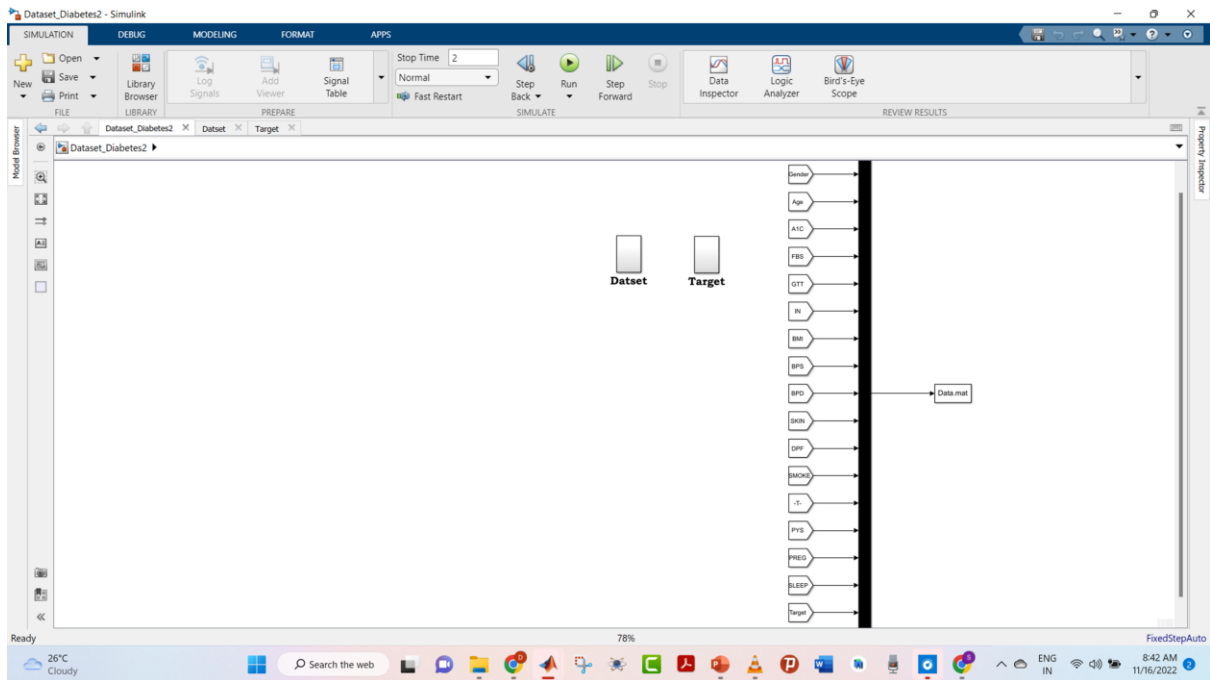 Dataset_Diabetes2 - Simulink
SIMULATION DEBUG MODELING FORMAT APPS
New
Open
Save
Print
FILE
Library Browser
LIBRARY
Log Signals
Add Viewer
Signal Table
PREPARE
Stop Time 2
Normal
Fast Restart
Step Back
Run
Step Forward
Stop
SIMULATE
Data Inspector
Logic Analyzer
Bird's-Eye Scope
REVIEW RESULTS
Model Browser
Dataset_Diabetes2 Datset Target
Property Inspector
Dataset_Diabetes2
Gender
Age
A1C
FBS
Datset
Target
GTT
IN
BMI
BPS
BPD
Data.mat
SKIN
DPF
SMOKE
-T-
PYS
PREG
SLEEP
Target
Ready
78%
FixedStepAuto
26°C
Cloudy
Search the web
ENG
IN
8:42 AM
11/16/2022
2